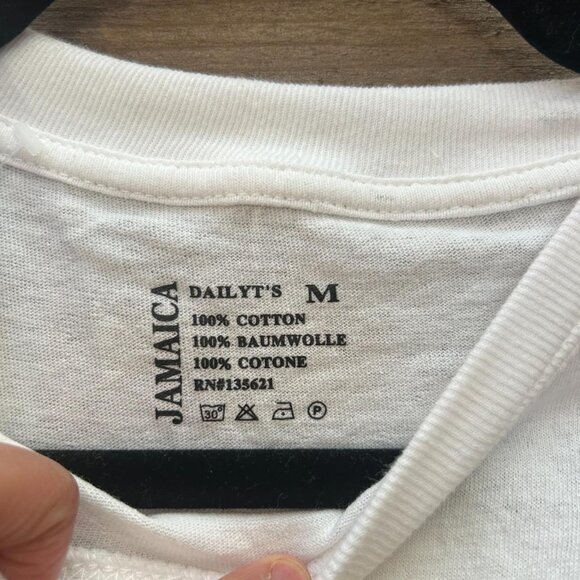 JAMAICA
DAILYT'S M
100% COTTON
100% BAUMWOLLE
100% COTONE
RN#135621
30° P